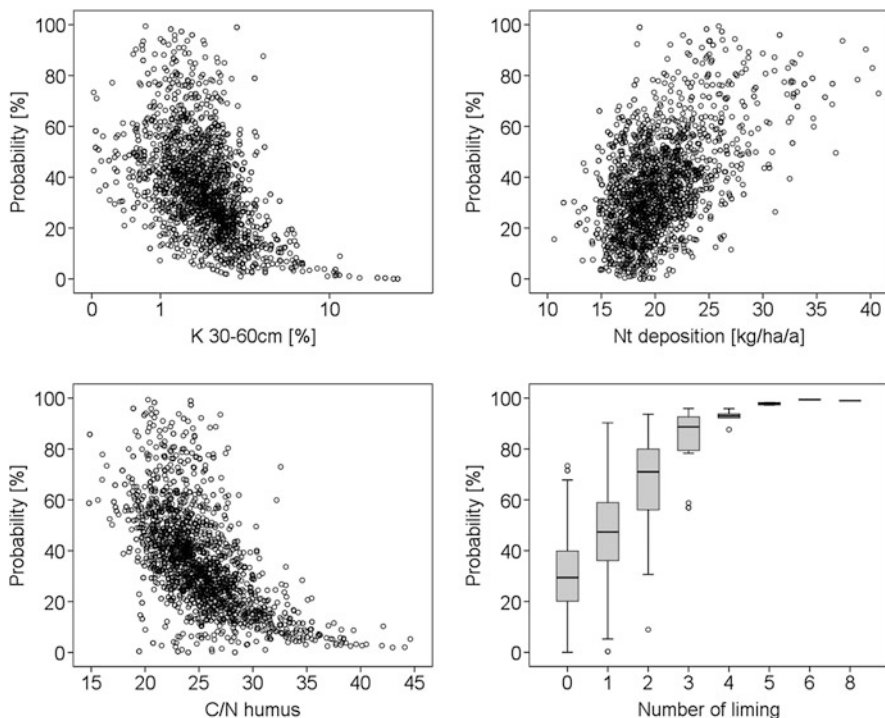 100
80
60
40
20
0
Probability [%]
0 1 10
K 30-60cm [%]
100
80
60
40
20
0
Probability [%]
10 15 20 25 30 35 40
Nt deposition [kg/ha/a]
100
80
60
40
20
0
Probability [%]
15 20 25 30 35 40 45
C/N humus
100
80
60
40
20
0
Probability [%]
0 1 2 3 4 5 6 8
Number of liming